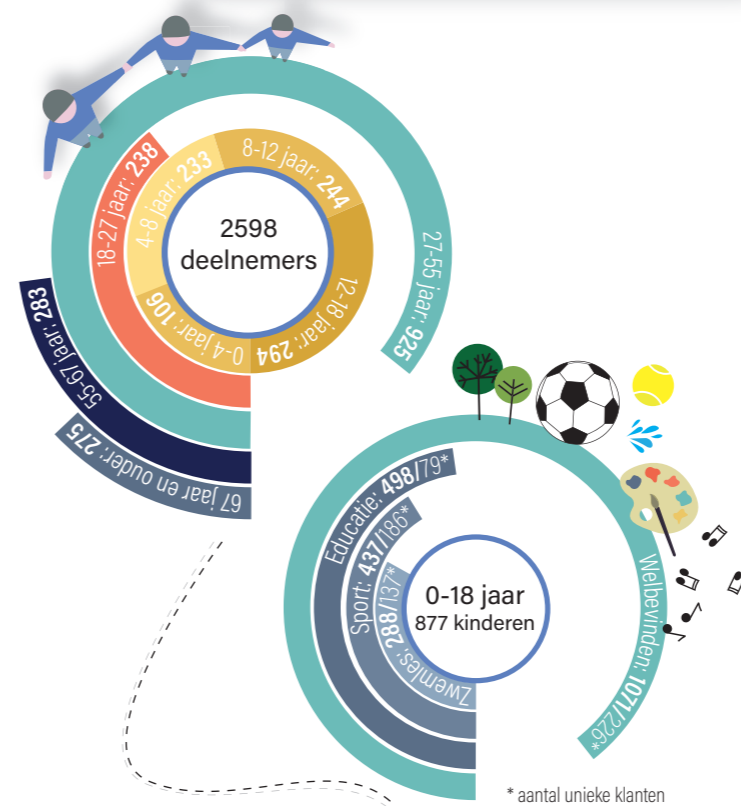 2598
deelnemers
0-4 jaar: 106
4-8 jaar: 233
8-12 jaar: 244
12-18 jaar: 294
18-27 jaar: 238
27-55 jaar: 925
55-67 jaar: 283
67 jaar en ouder: 275
0-18 jaar
877 kinderen
Zwemles: 288/137*
Sport: 437/186*
Educatie: 498/79*
Welbevinden: 1071/226*
* aantal unieke klanten